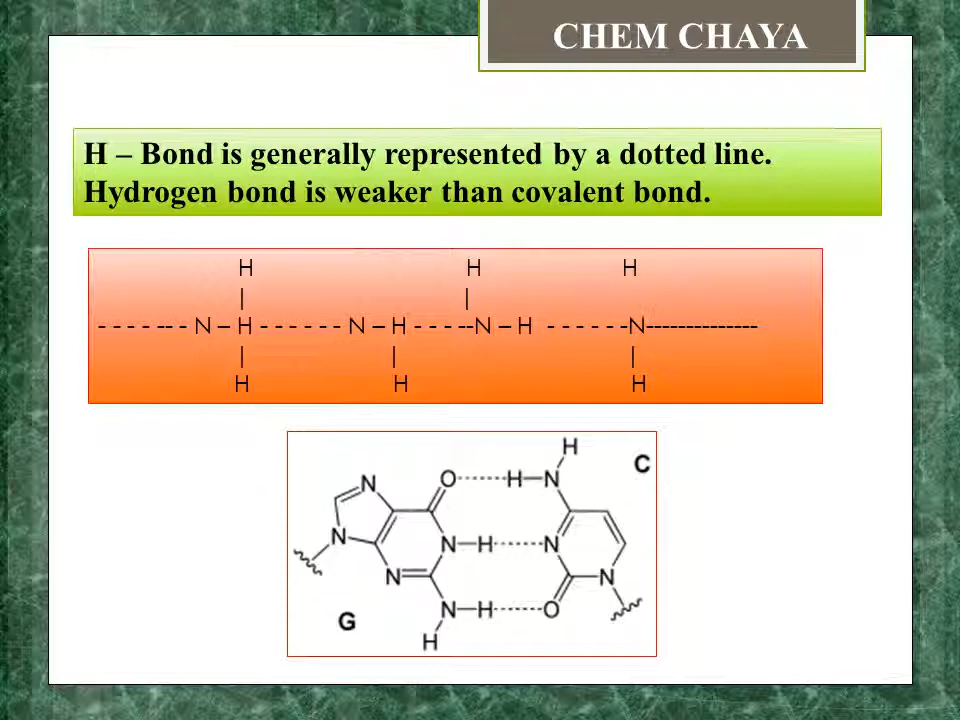 CHEM CHAYA
H – Bond is generally represented by a dotted line.
Hydrogen bond is weaker than covalent bond.
H H H
| |
- - - - -- - N – H - - - - - - N – H - - - --N – H - - - - - -N--------------
| | |
H H H
H
C
N O H N
N N H N
N N N
N H O
G
H